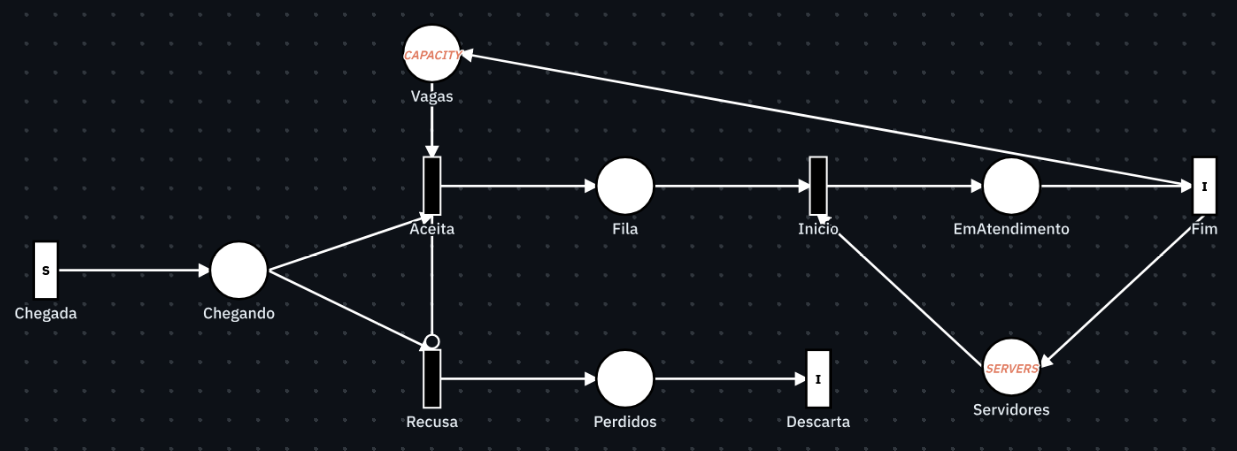 CAPACITY
Vagas
Aceita
Fila
Inicio
EmAtendimento
I
Fim
S
Chegada
Chegando
SERVERS
Servidores
Recusa
Perdidos
I
Descarta